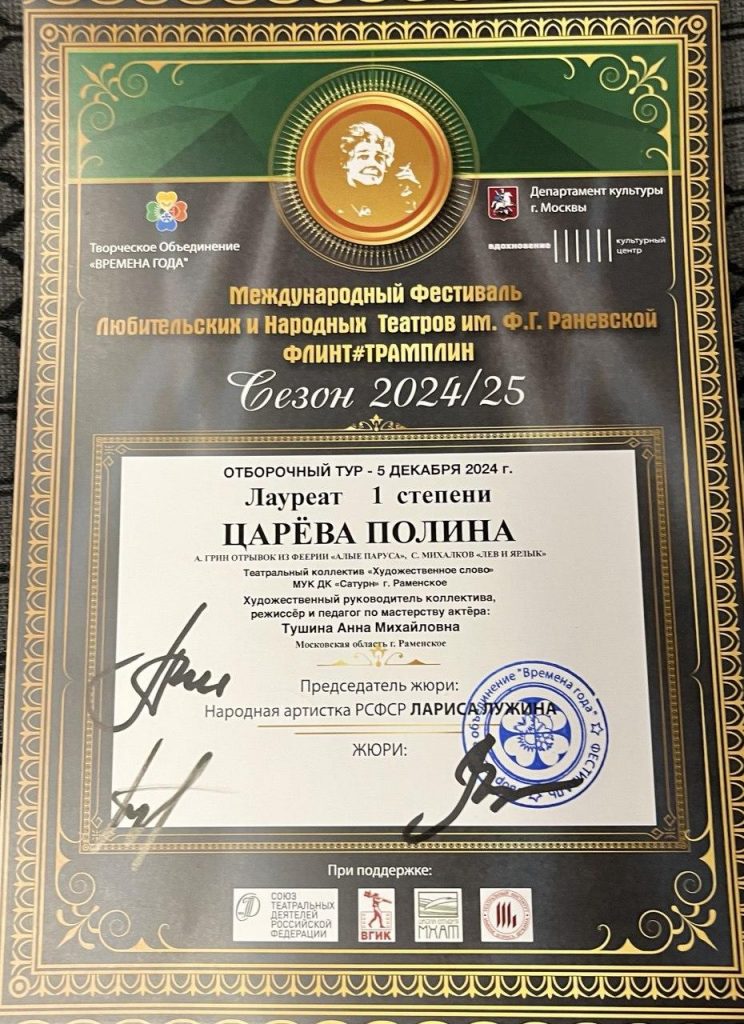 Творческое Объединение
«ВРЕМЕНА ГОДА"
Департамент культуры
г. Москвы
вдохновение
культурный
центр
Международный Фестиваль
Любительских и Народных Театров им. Ф.Г. Раневской
ФЛИНТ#ТРАМПЛИН
Сезон 2024/25
ОТБОРОЧНЫЙ ТУР - 5 ДЕКАБРЯ 2024 г.
Лауреат 1 степени
ЦАРЁВА ПОЛИНА
А. ГРИН ОТРЫВОК ИЗ ФЕЕРИИ «АЛЫЕ ПАРУСА», С. МИХАЛКОВ «ЛЕВ И ЯРЛЫК»
Театральный коллектив «Художественное слово»
МУК ДК «Сатурн» г. Раменское
Художественный руководитель коллектива,
режиссёр и педагог по мастерству актёра:
Тушина Анна Михайловна
Московская область г. Раменское
Председатель жюри:
Народная артистка РСФСР ЛАРИСА ЛУЖИНА
ЖЮРИ:
объединение "Времена года" ☆ ФЕСТИВАЛЬ ☆
При поддержке:
СОЮЗ
ТЕАТРАЛЬНЫХ
ДЕЯТЕЛЕЙ
РОССИЙСКОЙ
ФЕДЕРАЦИИ
ВГИК
МХАТ